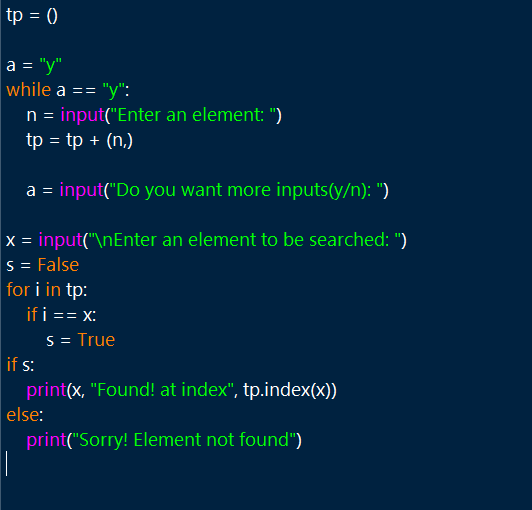 tp = ()
a = "y"
while a == "y":
n = input("Enter an element: ")
tp = tp + (n,)
a = input("Do you want more inputs(y/n): ")
x = input("\nEnter an element to be searched: ")
s = False
for i in tp:
if i == x:
s = True
if s:
print(x, "Found! at index", tp.index(x))
else:
print("Sorry! Element not found")